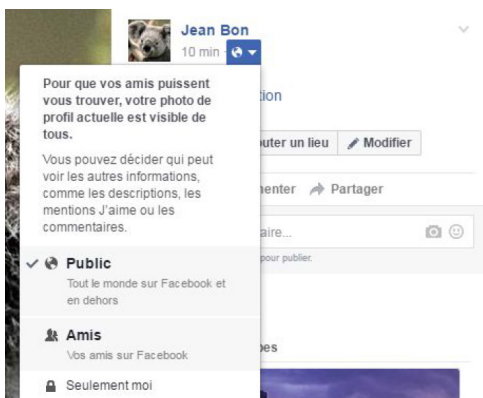 Jean Bon
10 min
Pour que vos amis puissent
vous trouver, votre photo de
profil actuelle est visible de
tous.
Vous pouvez décider qui peut
voir les autres informations,
comme les descriptions, les
mentions J'aime ou les
commentaires.
Public
Tout le monde sur Facebook et
en dehors
Amis
Vos amis sur Facebook
Seulement moi
tion
outer un lieu
Modifier
nenter
Partager
aire...
pour publier.
pes